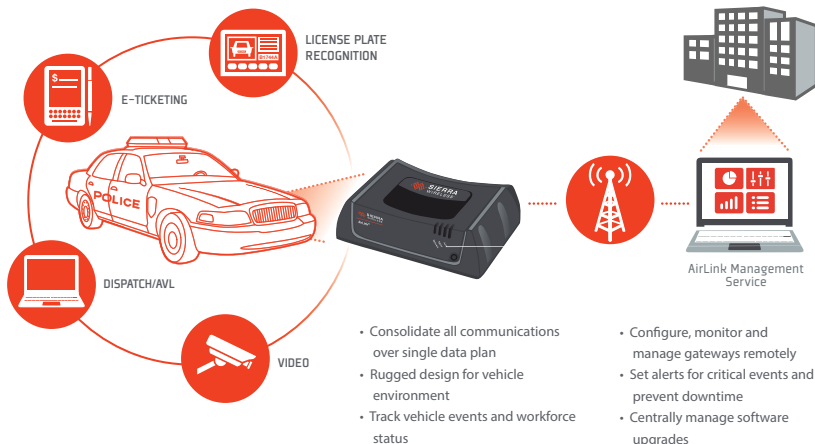 LICENSE PLATE
RECOGNITION
E-TICKETING
$
POLICE
SIERRA
WIRELESS
SIERRA
DISPATCH/AVL
VIDEO
AirLink Management
Service
• Consolidate all communications
over single data plan
• Rugged design for vehicle
environment
• Track vehicle events and workforce
status
• Configure, monitor and
manage gateways remotely
• Set alerts for critical events and
prevent downtime
• Centrally manage software
upgrades